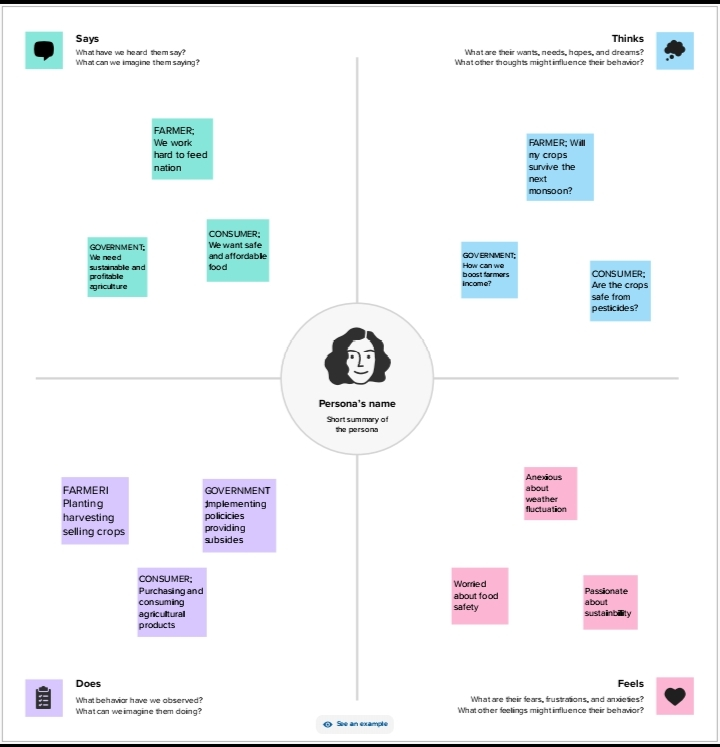 Says
What have we heard them say?
What can we imagine them saying?
Thinks
What are their wants, needs, hopes, and dreams?
What other thoughts might influence their behavior?
FARMER;
We work
hard to feed
nation
GOVERNMENT;
We need
sustainable and
profitable
agriculture
CONSUMER;
We want safe
and affordable
food
FARMER; Will
my crops
survive the
next
monsoon?
GOVERNMENT;
How can we
boost farmers
income?
CONSUMER;
Are the crops
safe from
pesticides?
Persona's name
Short summary of
the persona
FARMERI
Planting
harvesting
selling crops
GOVERNMENT
;Implementing
policicies
providing
subsides
CONSUMER;
Purchasing and
consuming
agricultural
products
Anexious
about
weather
fluctuation
Worried
about food
safety
Passionate
about
Does
What behavior have we observed?
What can we imagine them doing?
Feels
What are their fears, frustrations, and anxieties?
What other feelings might influence their behavior?
See an example